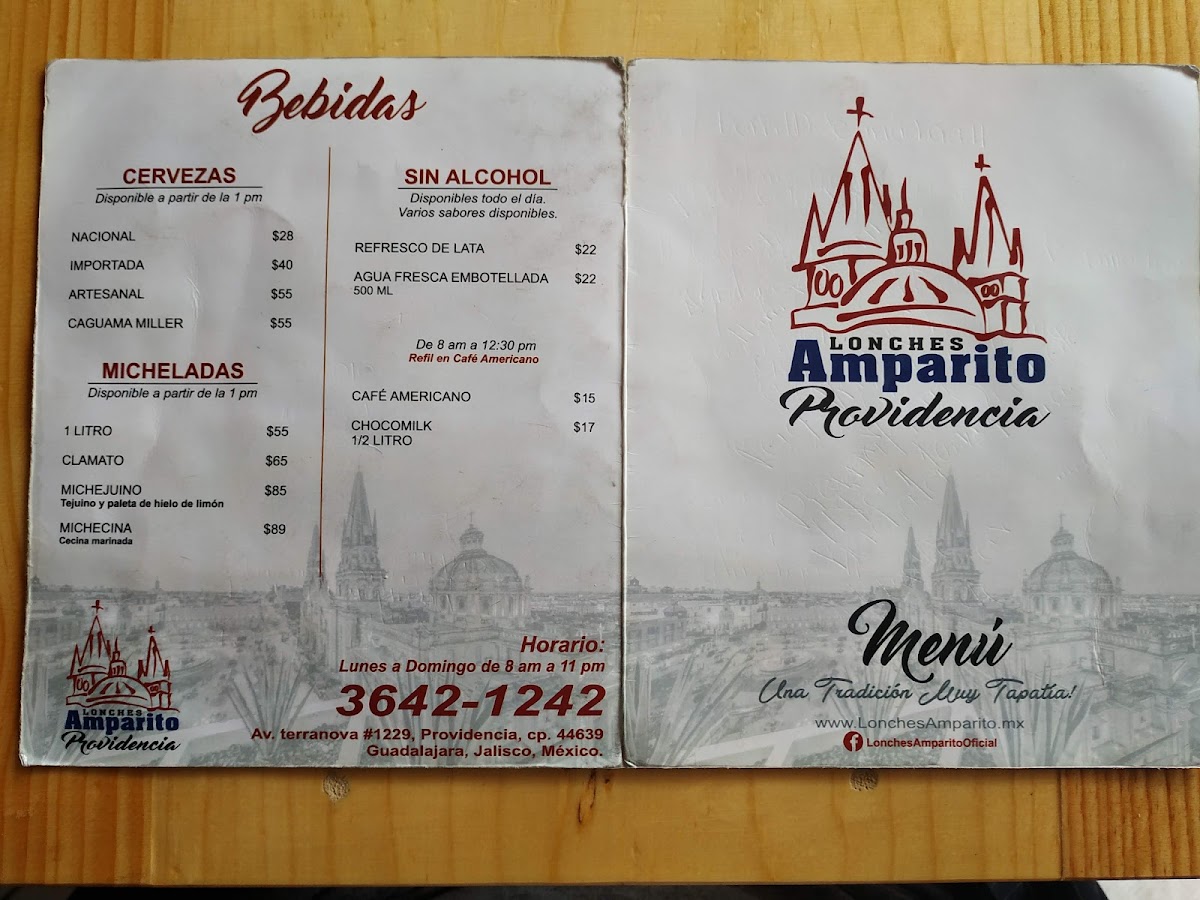 Bebidas
CERVEZAS
Disponible a partir de la 1 pm
NACIONAL $28
IMPORTADA $40
ARTESANAL $55
CAGUAMA MILLER $55
MICHELADAS
Disponible a partir de la 1 pm
1 LITRO $55
CLAMATO $65
MICHEJUINO $85
Tejuino y paleta de hielo de limón
MICHECINA $89
Cecina marinada
SIN ALCOHOL
Disponibles todo el día.
Varios sabores disponibles.
REFRESCO DE LATA $22
AGUA FRESCA EMBOTELLADA $22
500 ML
De 8 am a 12:30 pm
Refil en Café Americano
CAFÉ AMERICANO $15
CHOCOMILK $17
1/2 LITRO
LONCHES
Amparito
Providencia
Horario:
Lunes a Domingo de 8 am a 11 pm
3642-1242
Av. terranova #1229, Providencia, cp. 44639
Guadalajara, Jalisco, México.
LONCHES
Amparito
Providencia
Menú
Una Tradición Muy Tapatía!
www.LonchesAmparito.mx
LonchesAmparitoOficial